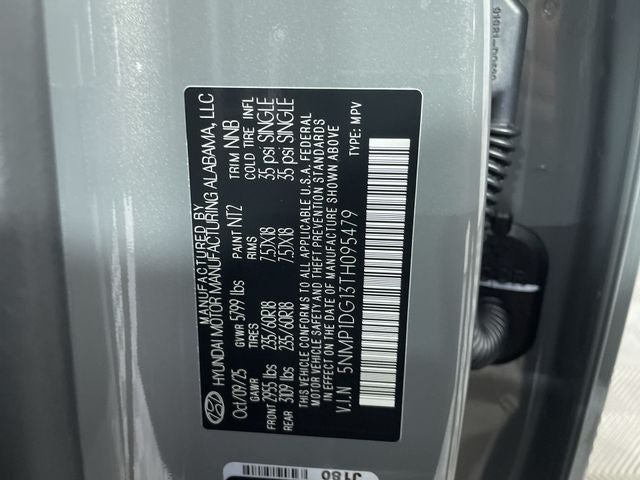 MANUFACTURED BY
HYUNDAI MOTOR MANUFACTURING ALABAMA, LLC
Oct/09/25 GVWR 5799 lbs PAINT NT2 TRIM NNB
GAWR TIRES RIMS COLD TIRE INFL
FRONT 2955 lbs 235/60R18 7.5JX18 35 psi SINGLE
REAR 3109 lbs 235/60R18 7.5JX18 35 psi SINGLE
THIS VEHICLE CONFORMS TO ALL APPLICABLE U.S.A. FEDERAL
MOTOR VEHICLE SAFETY AND THEFT PREVENTION STANDARDS
IN EFFECT ON THE DATE OF MANUFACTURE SHOWN ABOVE
V.I.N 5NMP1DG13TH095479 TYPE: MPV
J180